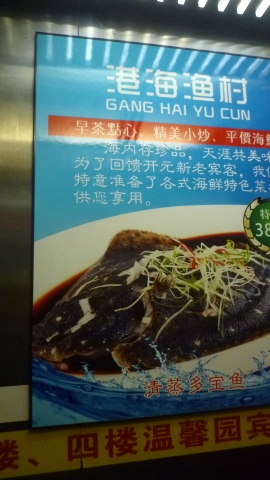 港海渔村
GANG HAI YU CUN
早茶點心、精美小炒、平價海鮮
海内存珍品，天涯共美味
为了回馈开元新老宾客，我们
特意准备了各式海鲜特色菜
供您享用。
特
38
清蒸多宝鱼
楼、四楼温馨园宾